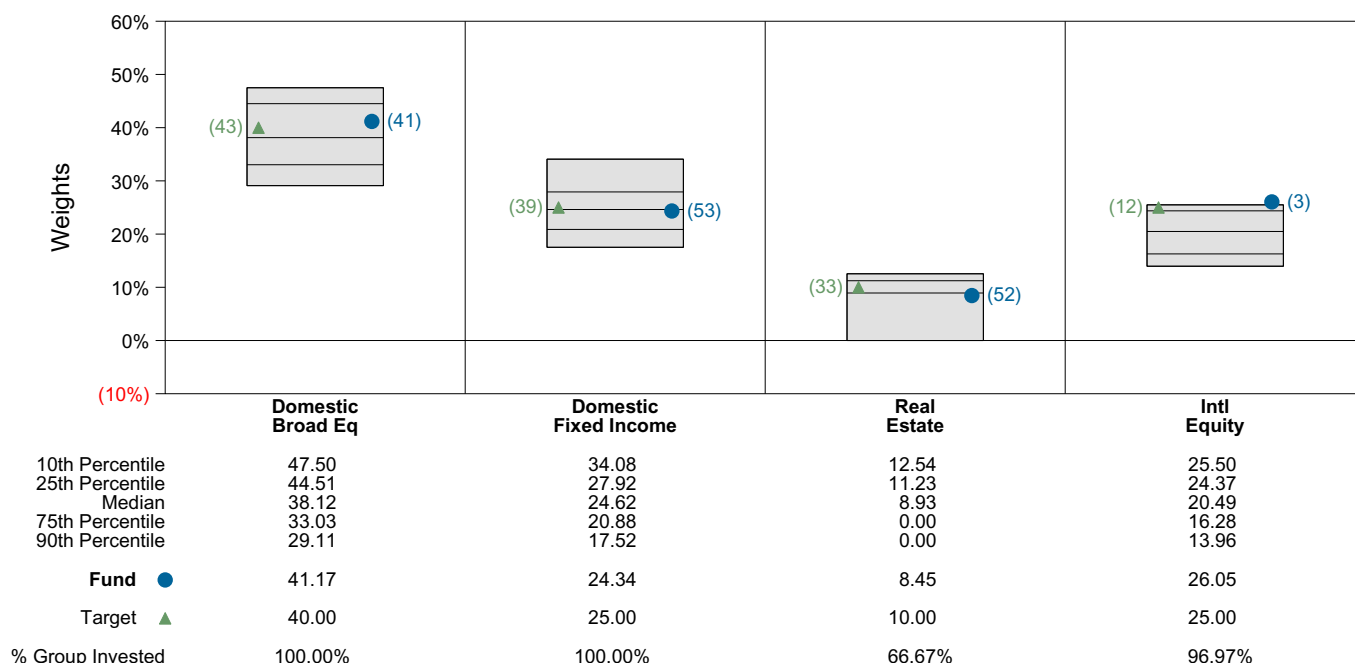 60%
50%
40%
30%
20%
10%
0%
(10%)
Weights
(43) (41)
(39) (53)
(33) (52)
(12) (3)
Domestic Broad Eq
Domestic Fixed Income
Real Estate
Intl Equity
10th Percentile 47.50 34.08 12.54 25.50
25th Percentile 44.51 27.92 11.23 24.37
Median 38.12 24.62 8.93 20.49
75th Percentile 33.03 20.88 0.00 16.28
90th Percentile 29.11 17.52 0.00 13.96
Fund 41.17 24.34 8.45 26.05
Target 40.00 25.00 10.00 25.00
% Group Invested 100.00% 100.00% 66.67% 96.97%